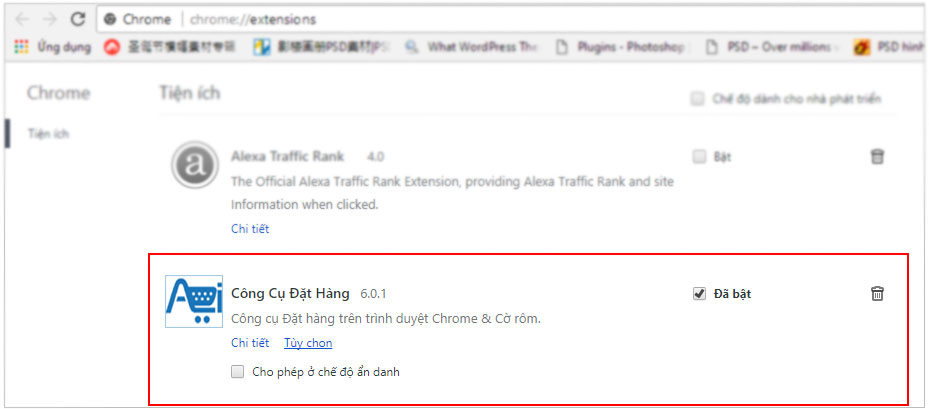 Chrome chrome://extensions
Ứng dụng What WordPress The Plugins - Photoshop PSD – Over millions PSD hình
Chrome
Tiện ích
Tiện ích
Chế độ dành cho nhà phát triển
Alexa Traffic Rank 4.0
Bật
The Official Alexa Traffic Rank Extension, providing Alexa Traffic Rank and site
Information when clicked.
Chi tiết
Công Cụ Đặt Hàng 6.0.1
Đã bật
Công cụ Đặt hàng trên trình duyệt Chrome & Cờ rôm.
Chi tiết Tùy chọn
Cho phép ở chế độ ẩn danh